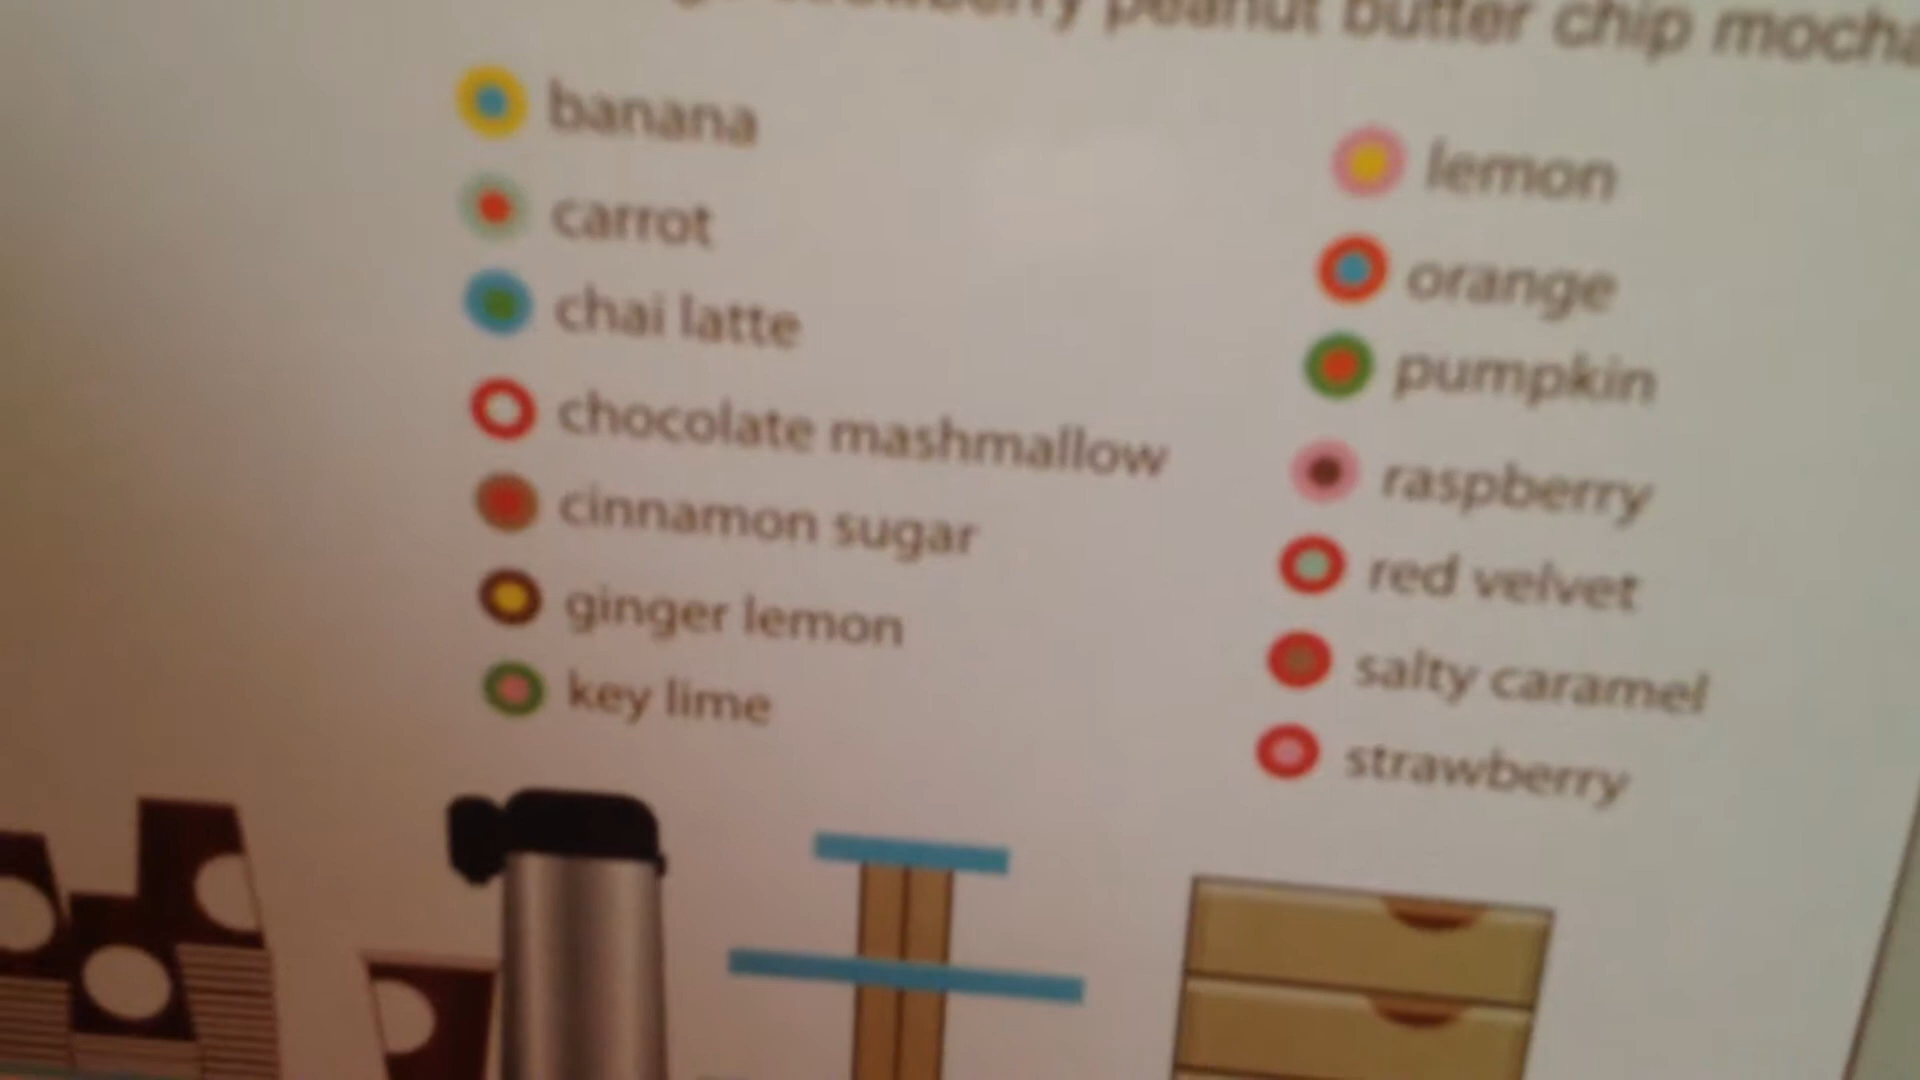 strawberry peanut butter chip mocha
banana
carrot
chai latte
chocolate mashmallow
cinnamon sugar
ginger lemon
key lime
lemon
orange
pumpkin
raspberry
red velvet
salty caramel
strawberry